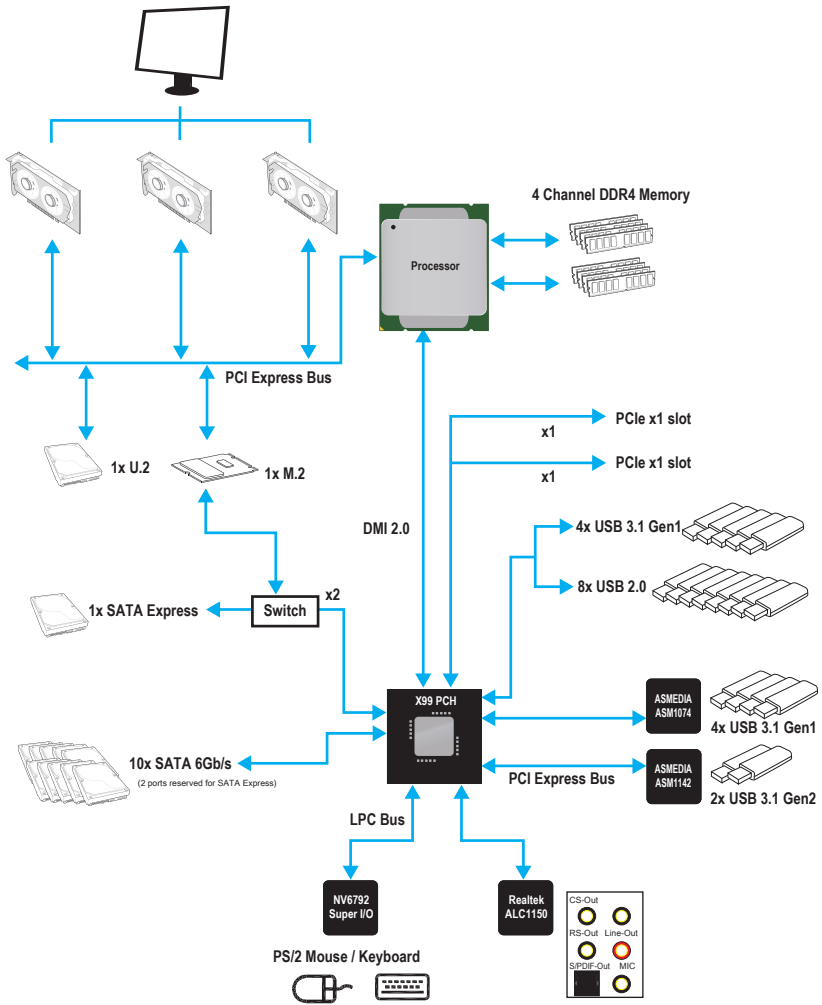 4 Channel DDR4 Memory
Processor
PCI Express Bus
1x U.2
1x M.2
PCIe x1 slot
x1
PCIe x1 slot
x1
DMI 2.0
4x USB 3.1 Gen1
8x USB 2.0
1x SATA Express
Switch
x2
X99 PCH
ASMEDIA
ASM1074
4x USB 3.1 Gen1
10x SATA 6Gb/s
(2 ports reserved for SATA Express)
PCI Express Bus
ASMEDIA
ASM1142
2x USB 3.1 Gen2
LPC Bus
NV6792
Super I/O
Realtek
ALC1150
CS-Out
RS-Out Line-Out
S/PDIF-Out MIC
PS/2 Mouse / Keyboard